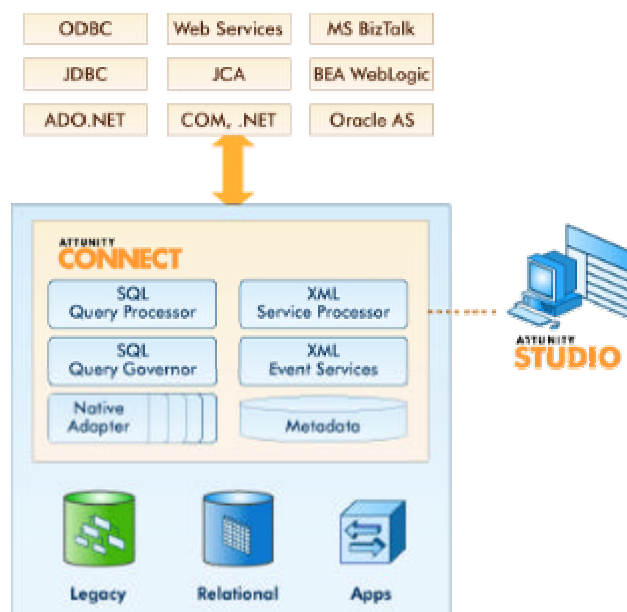 ODBC
Web Services
MS BizTalk
JDBC
JCA
BEA WebLogic
ADO.NET
COM, .NET
Oracle AS
ATTUNITY
CONNECT
SQL
Query Processor
XML
Service Processor
SQL
Query Governor
XML
Event Services
Native
Adapter
Metadata
ATTUNITY
STUDIO
Legacy
Relational
Apps